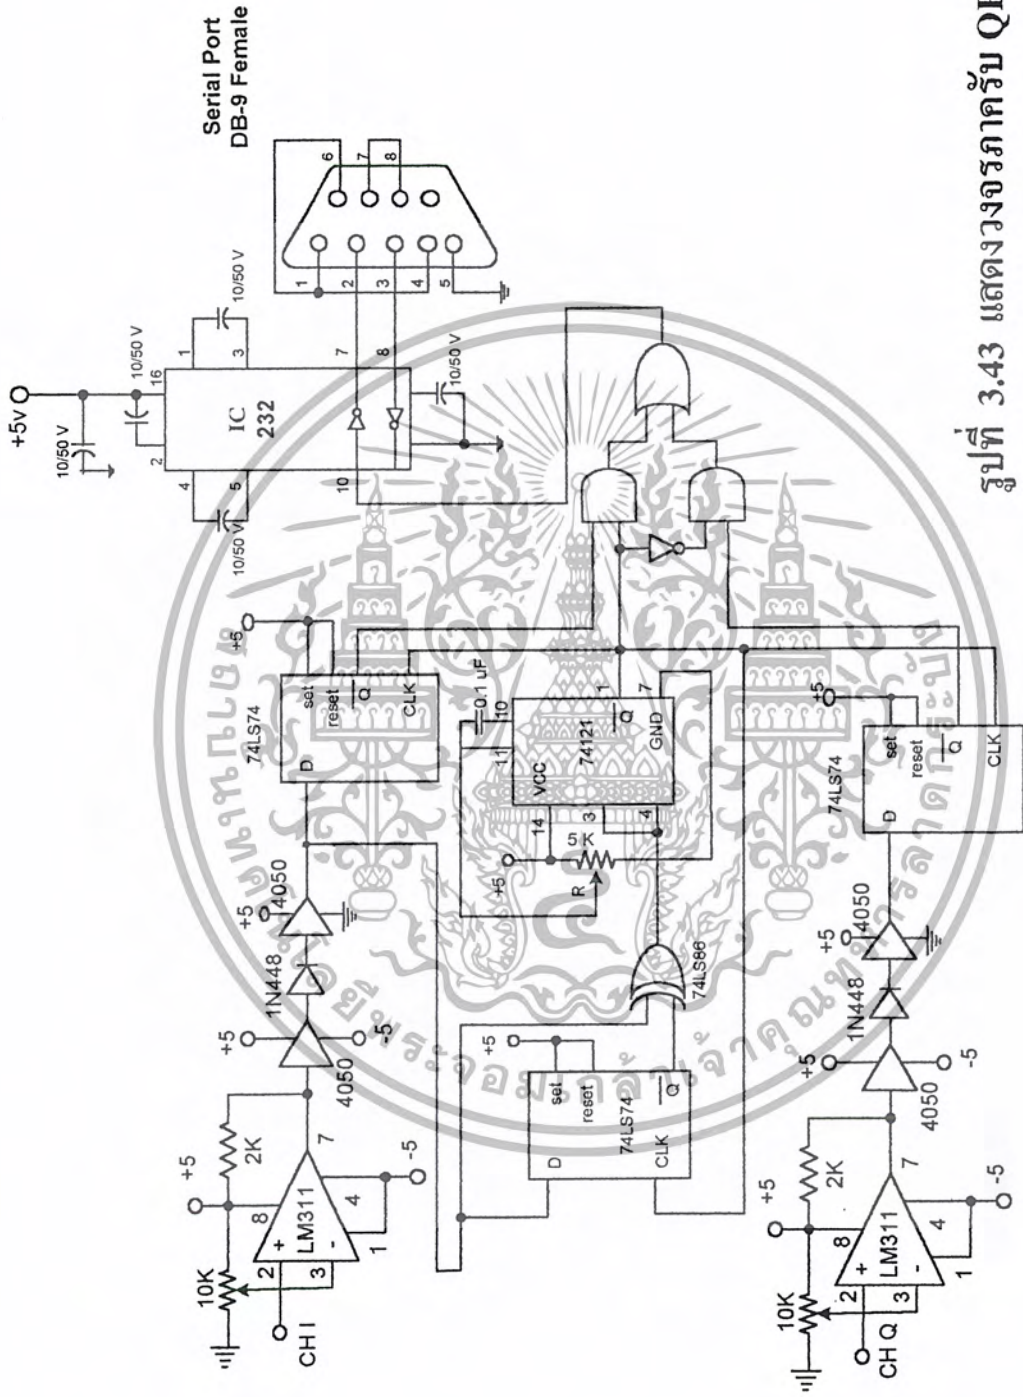 +5v
10/50 V
10/50 V
2
16
4
5
10/50 V
IC
232
1
3
10/50 V
10
7
8
10/50 V
Serial Port
DB-9 Female
1
2
3
4
5
6
7
8
+5
74LS74
D
set
reset
Q
CLK
0.1 uF
11
10
VCC
74121
Q
GND
14
3
4
1
7
+5
5 K
R
74LS86
+5
D
set
reset
74LS74
Q
CLK
+5
74LS74
D
set
reset
Q
CLK
CH I
10K
+5
2K
8
2
+
LM311
3
-
7
4
1
-5
+5
4050
-5
1N448
+5
4050
CH Q
10K
+5
2K
8
2
+
LM311
3
-
7
4
1
-5
+5
4050
-5
1N448
+5
4050
รูปที่ 3.43 แสดงวงจรภาครับ